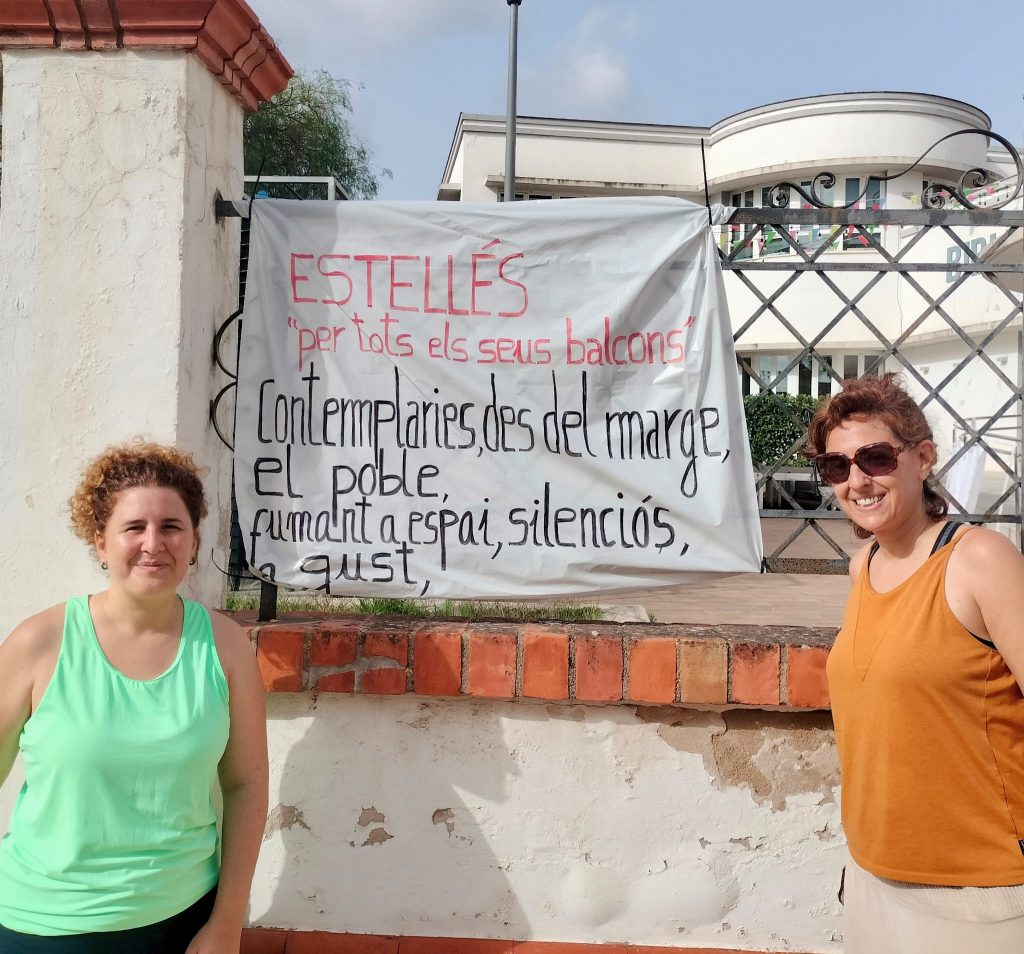 ESTELLÉS
"per tots els seus balcons"
Contemplaries, des del marge,
el poble,
fumant a espai, silenciós,
a gust,